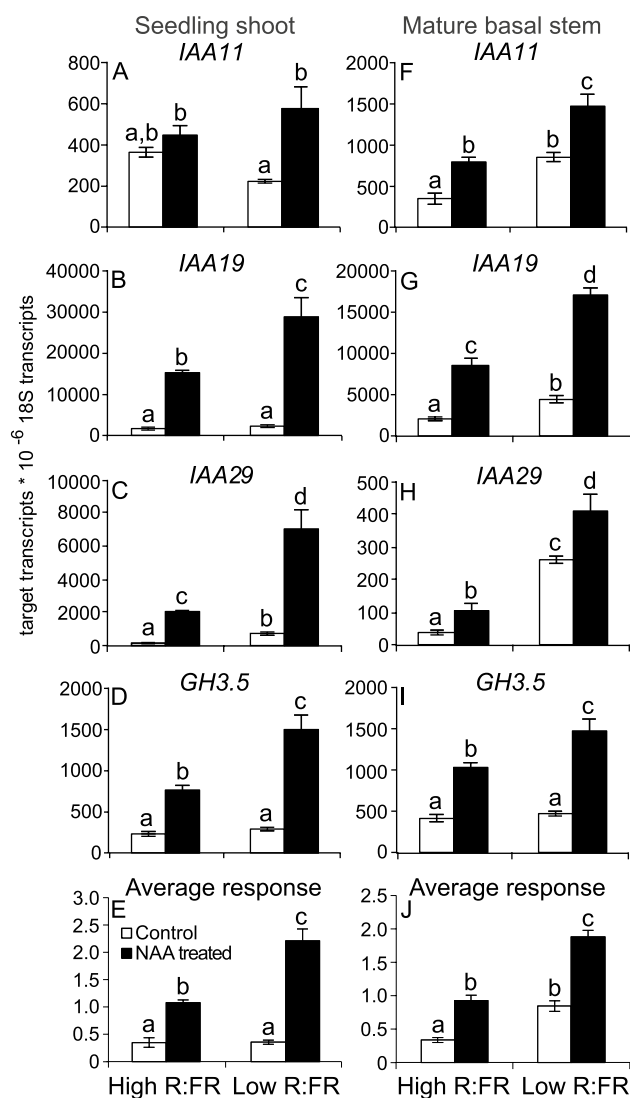 Seedling shoot
Mature basal stem
target transcripts * 10 -6 18S transcripts
A
IAA11
800
600
400
200
0
a,b
b
a
b
F
IAA11
2000
1500
1000
500
0
a
b
b
c
B
IAA19
40000
30000
20000
10000
0
a
b
a
c
G
IAA19
20000
15000
10000
5000
0
a
c
b
d
C
IAA29
10000
8000
6000
4000
2000
0
a
c
b
d
H
IAA29
500
400
300
200
100
0
a
b
c
d
D
GH3.5
2000
1500
1000
500
0
a
b
a
c
I
GH3.5
2000
1500
1000
500
0
a
b
a
c
E
Average response
3.0
2.5
2.0
1.5
1.0
0.5
0
Control
NAA treated
a
b
a
c
High R:FR
Low R:FR
J
Average response
2.5
2.0
1.5
1.0
0.5
0
a
b
b
c
High R:FR
Low R:FR